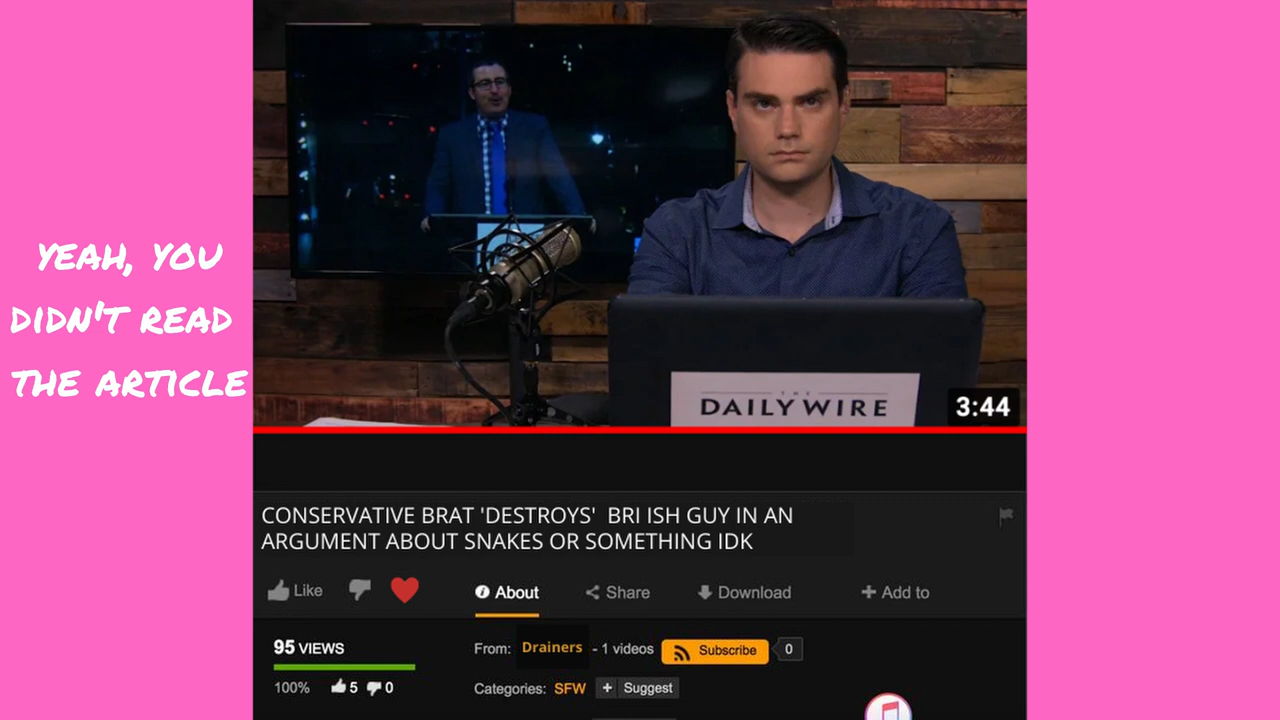 YEAH, YOU
DIDN'T READ
THE ARTICLE
THE
DAILYWIRE
3:44
CONSERVATIVE BRAT 'DESTROYS' BRI ISH GUY IN AN
ARGUMENT ABOUT SNAKES OR SOMETHING IDK
Like
About
Share
Download
+ Add to
95 VIEWS
100% 5 0
From: Drainers - 1 videos Subscribe 0
Categories: SFW + Suggest